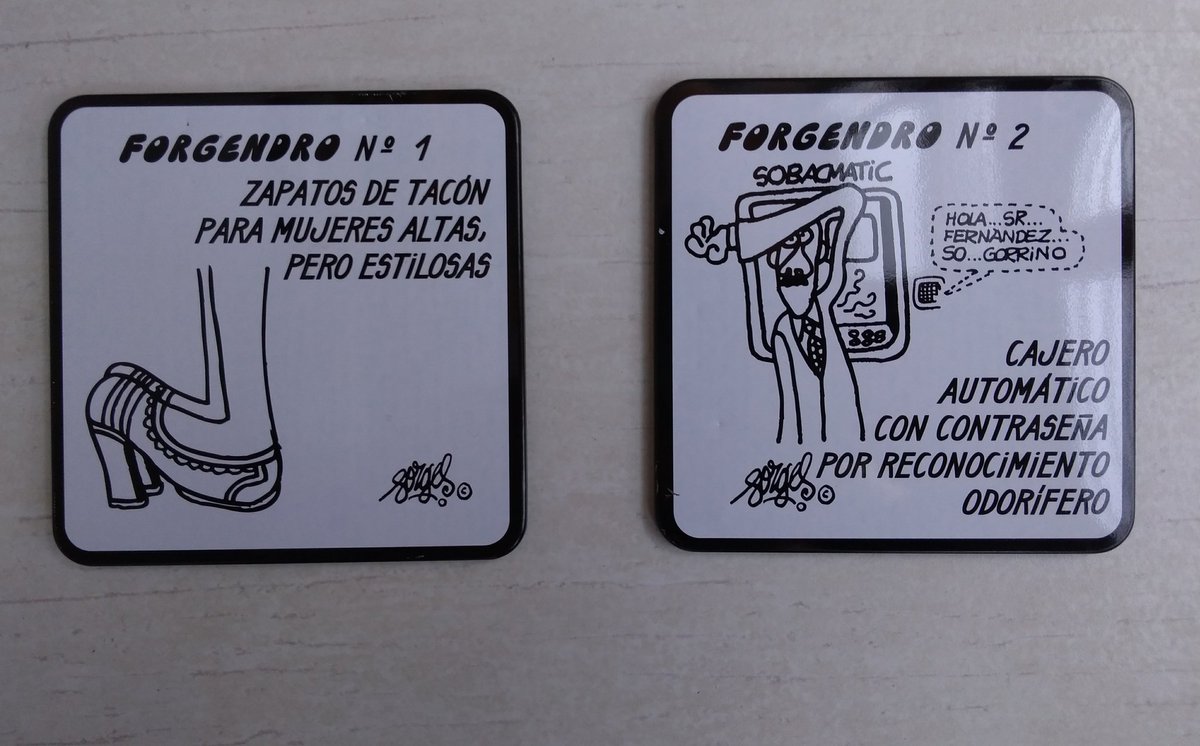 FORGENDRO Nº 1
ZAPATOS DE TACÓN
PARA MUJERES ALTAS,
PERO ESTILOSAS
Forges ©
FORGENDRO Nº 2
SOBACMATIC
HOLA...SR...
FERNÁNDEZ...
SO...GORRINO
888
CAJERO
AUTOMÁTICO
CON CONTRASEÑA
POR RECONOCIMIENTO
ODORÍFERO
Forges ©